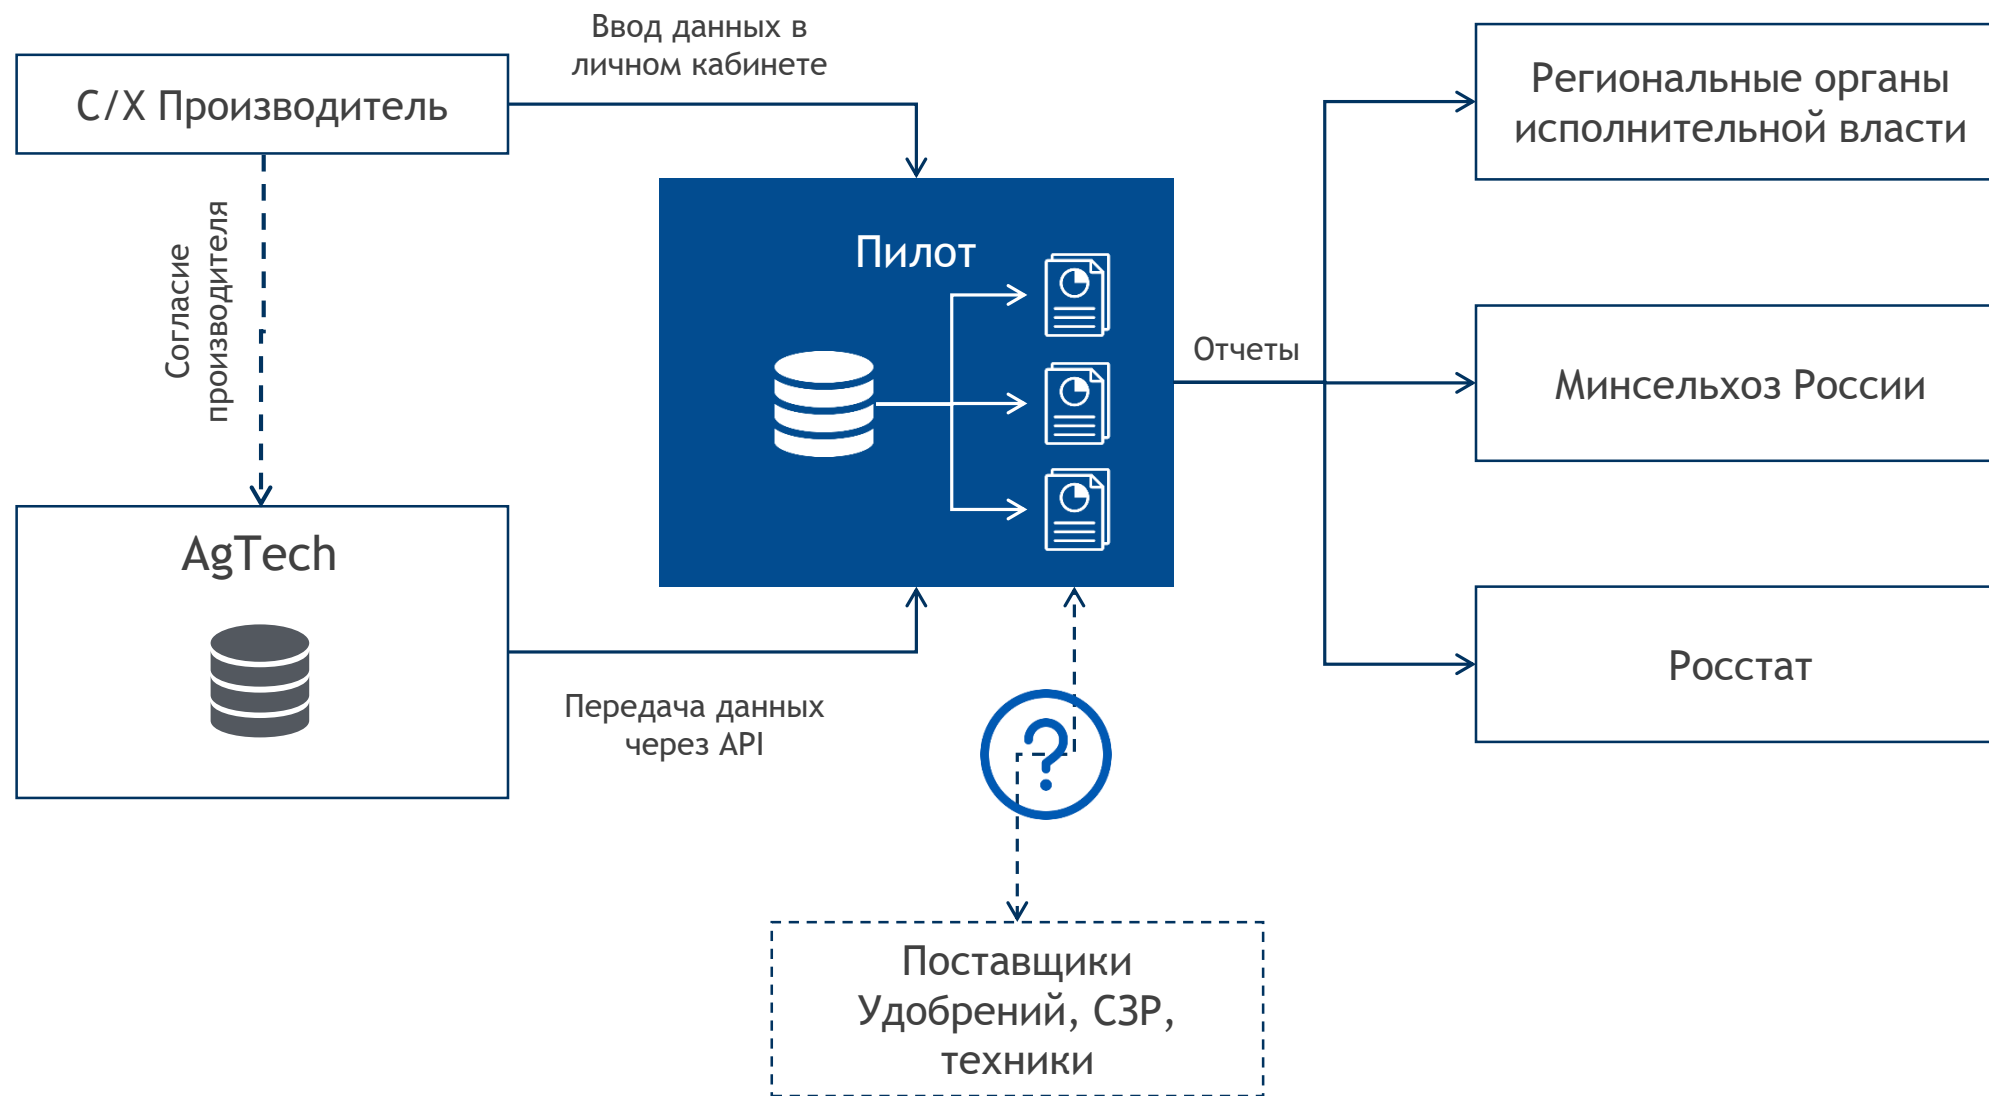 Ввод данных в
личном кабинете
С/Х Производитель
Региональные органы
исполнительной власти
Согласие
производителя
Пилот
Отчеты
Минсельхоз России
AgTech
Передача данных
через API
Росстат
?
Поставщики
Удобрений, СЗР,
техники